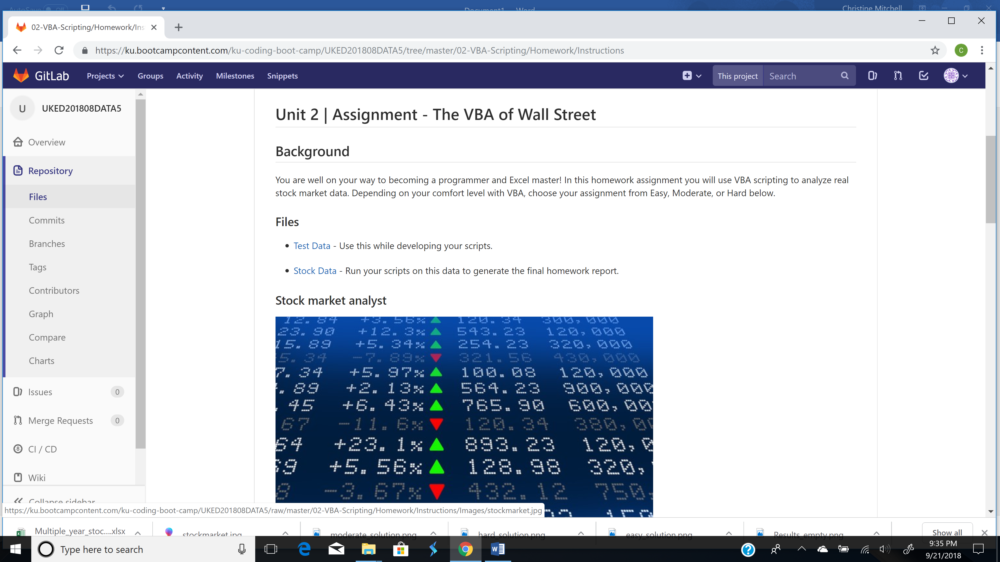 AutoSave Off
Document1 - Word
Christine Mitchell
02-VBA-Scripting/Homework/Ins
https://ku.bootcampcontent.com/ku-coding-boot-camp/UKED201808DATA5/tree/master/02-VBA-Scripting/Homework/Instructions
C
GitLab
Projects
Groups
Activity
Milestones
Snippets
This project
Search
U
UKED201808DATA5
Overview
Repository
Files
Commits
Branches
Tags
Contributors
Graph
Compare
Charts
Issues 0
Merge Requests 0
CI / CD
Wiki
Collapse sidebar
Unit 2 | Assignment - The VBA of Wall Street
Background
You are well on your way to becoming a programmer and Excel master! In this homework assignment you will use VBA scripting to analyze real
stock market data. Depending on your comfort level with VBA, choose your assignment from Easy, Moderate, or Hard below.
Files
• Test Data - Use this while developing your scripts.
• Stock Data - Run your scripts on this data to generate the final homework report.
Stock market analyst
12.84 +3.56% 120.34 300,000
23.90 +12.3% 543.23 120,000
15.89 +5.34% 254.23 320,000
5.34 -7.89% 321.56 430,000
7.34 +5.97% 100.08 120,000
.89 +2.13% 564.23 900,000
.45 +6.43% 765.90 600,00
67 -11.6% 120.34 380,0
64 +23.1% 893.23 120,0
69 +5.56% 128.98 320,
8 -3.67% 432.12 750,
https://ku.bootcampcontent.com/ku-coding-boot-camp/UKED201808DATA5/raw/master/02-VBA-Scripting/Homework/Instructions/Images/stockmarket.jpg
Multiple_year_stoc....xlsx
stockmarket.jpg
moderate_solution.png
hard_solution.png
easy_solution.png
Results_empty.png
Show all
Type here to search
9:35 PM
9/21/2018